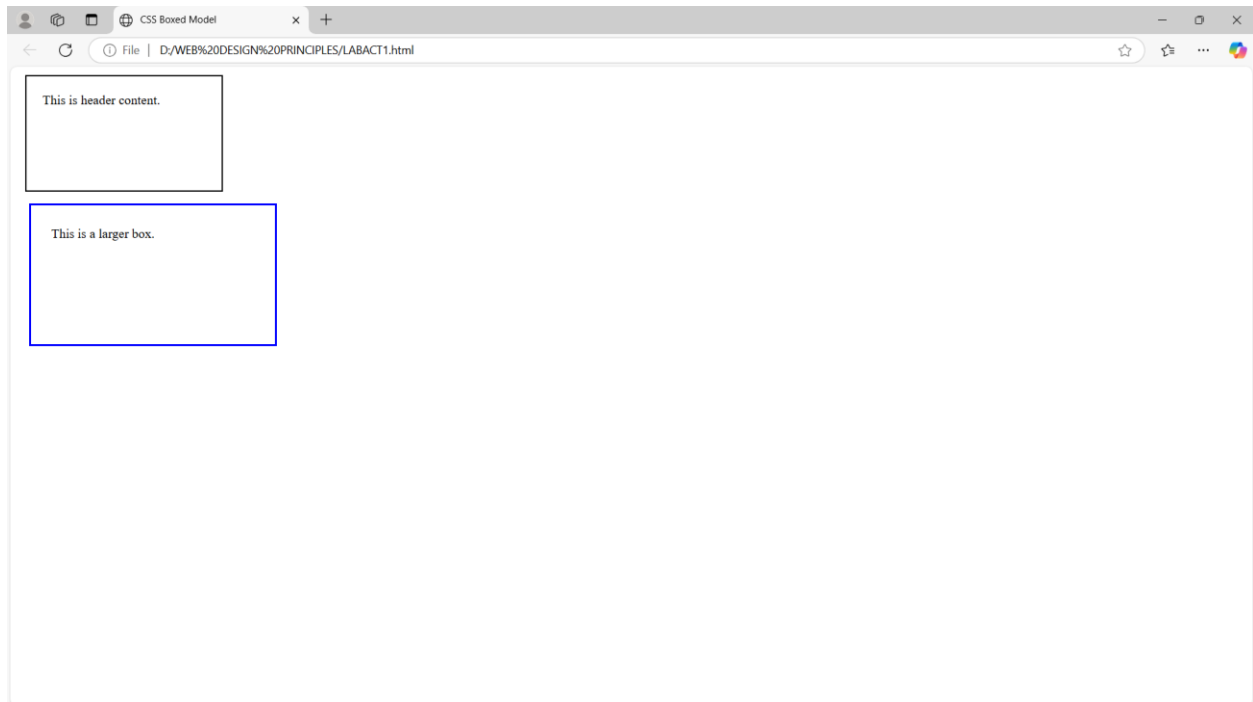 CSS Boxed Model
File | D:/WEB%20DESIGN%20PRINCIPLES/LABACT1.html
This is header content.
This is a larger box.